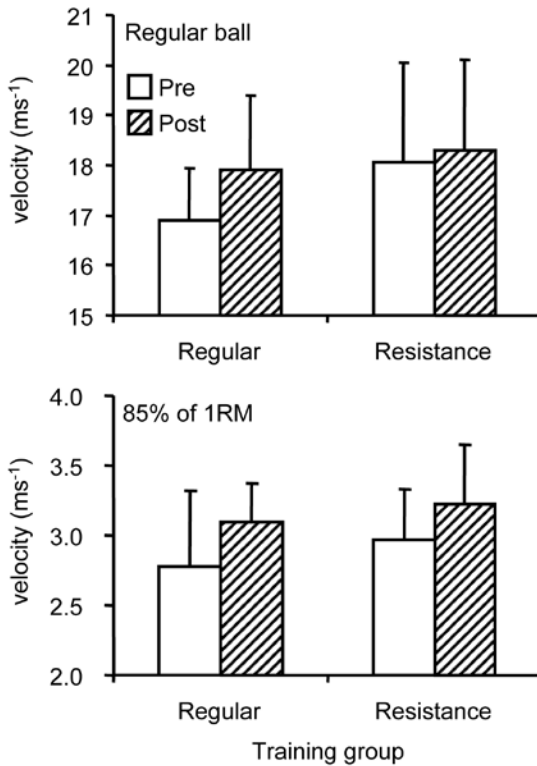 Regular ball
Pre
Post
velocity (ms⁻¹)
21
20
19
18
17
16
15
Regular Resistance
85% of 1RM
velocity (ms⁻¹)
4.0
3.5
3.0
2.5
2.0
Regular Resistance
Training group